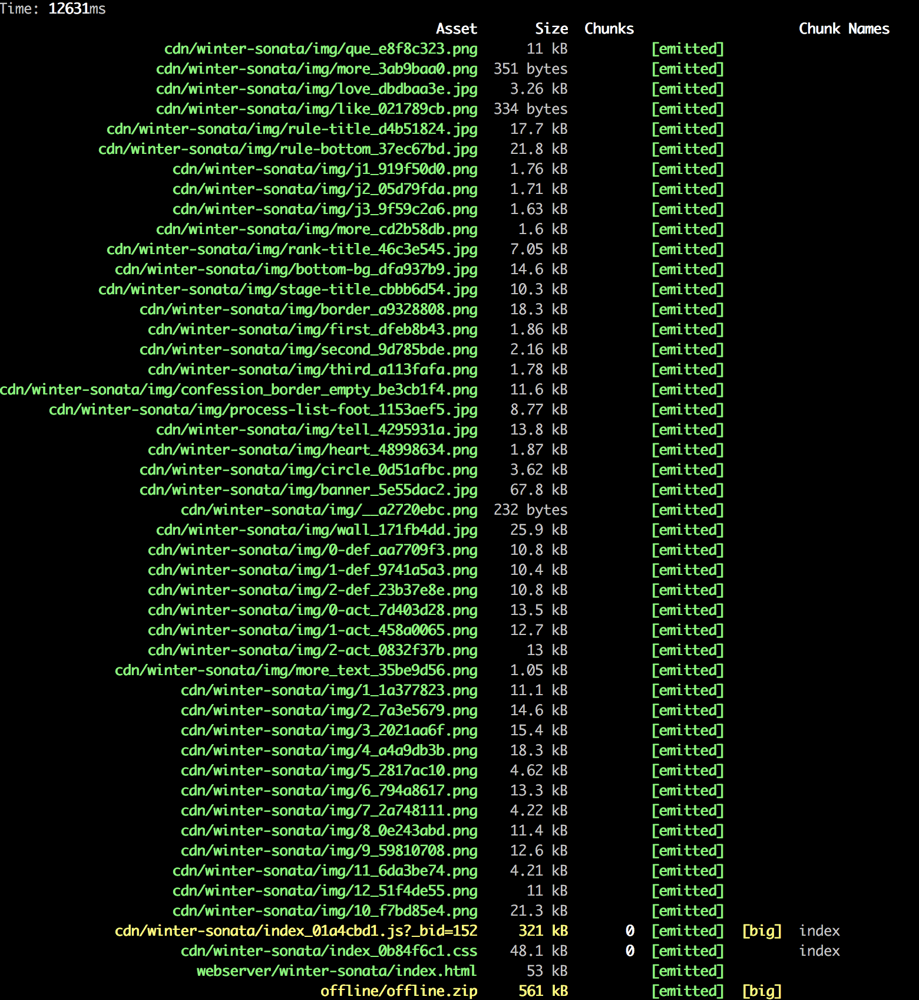 Time: 12631ms
Asset Size Chunks Chunk Names
cdn/winter-sonata/img/que_e8f8c323.png 11 kB [emitted]
cdn/winter-sonata/img/more_3ab9baa0.png 351 bytes [emitted]
cdn/winter-sonata/img/love_dbdbaa3e.jpg 3.26 kB [emitted]
cdn/winter-sonata/img/like_021789cb.png 334 bytes [emitted]
cdn/winter-sonata/img/rule-title_d4b51824.jpg 17.7 kB [emitted]
cdn/winter-sonata/img/rule-bottom_37ec67bd.jpg 21.8 kB [emitted]
cdn/winter-sonata/img/j1_919f50d0.png 1.76 kB [emitted]
cdn/winter-sonata/img/j2_05d79fda.png 1.71 kB [emitted]
cdn/winter-sonata/img/j3_9f59c2a6.png 1.63 kB [emitted]
cdn/winter-sonata/img/more_cd2b58db.png 1.6 kB [emitted]
cdn/winter-sonata/img/rank-title_46c3e545.jpg 7.05 kB [emitted]
cdn/winter-sonata/img/bottom-bg_dfa937b9.jpg 14.6 kB [emitted]
cdn/winter-sonata/img/stage-title_cbbb6d54.jpg 10.3 kB [emitted]
cdn/winter-sonata/img/border_a9328808.png 18.3 kB [emitted]
cdn/winter-sonata/img/first_dfeb8b43.png 1.86 kB [emitted]
cdn/winter-sonata/img/second_9d785bde.png 2.16 kB [emitted]
cdn/winter-sonata/img/third_a113fafa.png 1.78 kB [emitted]
cdn/winter-sonata/img/confession_border_empty_be3cb1f4.png 11.6 kB [emitted]
cdn/winter-sonata/img/process-list-foot_1153aef5.jpg 8.77 kB [emitted]
cdn/winter-sonata/img/tell_4295931a.jpg 13.8 kB [emitted]
cdn/winter-sonata/img/heart_48998634.png 1.87 kB [emitted]
cdn/winter-sonata/img/circle_0d51afbc.png 3.62 kB [emitted]
cdn/winter-sonata/img/banner_5e55dac2.jpg 67.8 kB [emitted]
cdn/winter-sonata/img/__a2720ebc.png 232 bytes [emitted]
cdn/winter-sonata/img/wall_171fb4dd.jpg 25.9 kB [emitted]
cdn/winter-sonata/img/0-def_aa7709f3.png 10.8 kB [emitted]
cdn/winter-sonata/img/1-def_9741a5a3.png 10.4 kB [emitted]
cdn/winter-sonata/img/2-def_23b37e8e.png 10.8 kB [emitted]
cdn/winter-sonata/img/0-act_7d403d28.png 13.5 kB [emitted]
cdn/winter-sonata/img/1-act_458a0065.png 12.7 kB [emitted]
cdn/winter-sonata/img/2-act_0832f37b.png 13 kB [emitted]
cdn/winter-sonata/img/more_text_35be9d56.png 1.05 kB [emitted]
cdn/winter-sonata/img/1_1a377823.png 11.1 kB [emitted]
cdn/winter-sonata/img/2_7a3e5679.png 14.6 kB [emitted]
cdn/winter-sonata/img/3_2021aa6f.png 15.4 kB [emitted]
cdn/winter-sonata/img/4_a4a9db3b.png 18.3 kB [emitted]
cdn/winter-sonata/img/5_2817ac10.png 4.62 kB [emitted]
cdn/winter-sonata/img/6_794a8617.png 13.3 kB [emitted]
cdn/winter-sonata/img/7_2a748111.png 4.22 kB [emitted]
cdn/winter-sonata/img/8_0e243abd.png 11.4 kB [emitted]
cdn/winter-sonata/img/9_59810708.png 12.6 kB [emitted]
cdn/winter-sonata/img/11_6da3be74.png 4.21 kB [emitted]
cdn/winter-sonata/img/12_51f4de55.png 11 kB [emitted]
cdn/winter-sonata/img/10_f7bd85e4.png 21.3 kB [emitted]
cdn/winter-sonata/index_01a4cbd1.js?_bid=152 321 kB 0 [emitted] [big] index
cdn/winter-sonata/index_0b84f6c1.css 48.1 kB 0 [emitted] index
webserver/winter-sonata/index.html 53 kB [emitted]
offline/offline.zip 561 kB [emitted] [big]